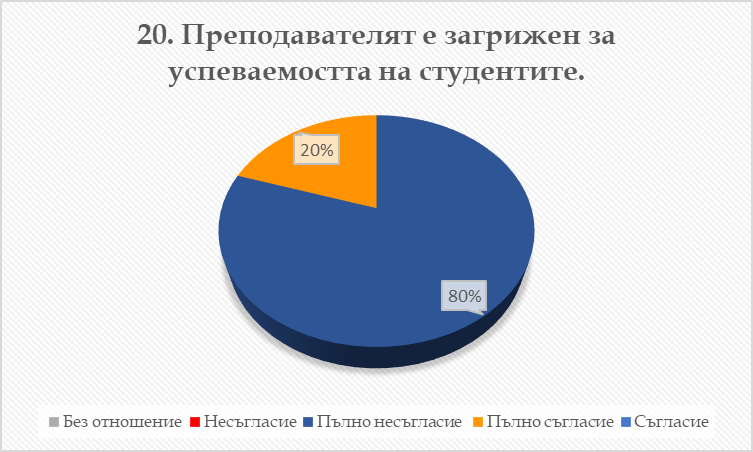 20. Преподавателят е загрижен за
успеваемостта на студентите.
20%
80%
Без отношение Несъгласие Пълно несъгласие Пълно съгласие Съгласие